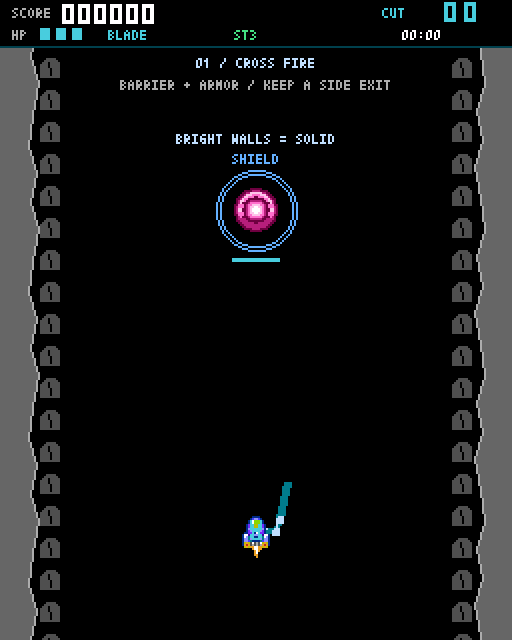 SCORE 000000 CUT 00
HP BLADE ST3 00:00
01 / CROSS FIRE
BARRIER + ARMOR / KEEP A SIDE EXIT
BRIGHT WALLS = SOLID
SHIELD